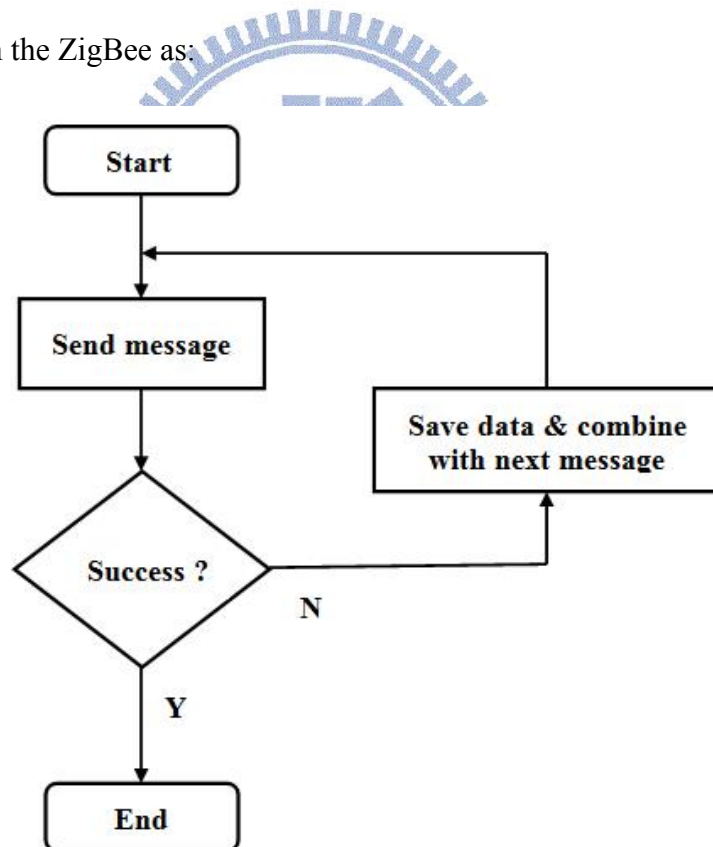 the ZigBee as:
Start
Send message
Save data & combine
with next message
Success ?
N
Y
End